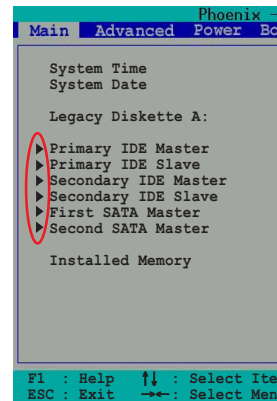 Phoenix -
Main Advanced Power Bo
System Time
System Date
Legacy Diskette A:
Primary IDE Master
Primary IDE Slave
Secondary IDE Master
Secondary IDE Slave
First SATA Master
Second SATA Master
Installed Memory
F1 : Help ↑↓ : Select Ite
ESC : Exit →← : Select Men